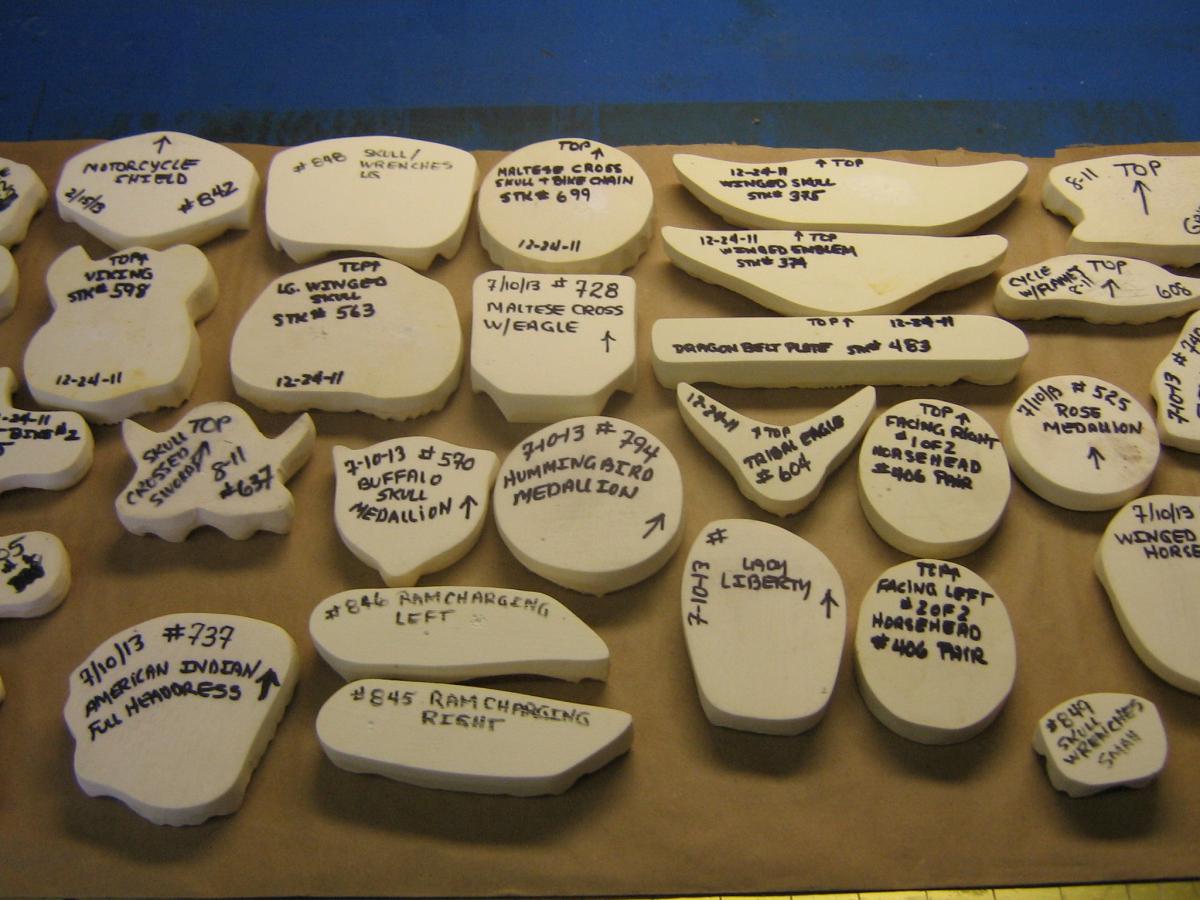 ↑
MOTORCYCLE
SHIELD
2/15/13
#842
#848 SKULL/
WRENCHES
LG
TOP ↑
MALTESE CROSS
SKULL + BIKE CHAIN
STK# 699
12-24-11
↑ TOP
12-24-11
WINGED SKULL
STK# 375
8-11 TOP
↑
TOP↑
VIKING
STK# 598
12-24-11
TOP↑
LG. WINGED
SKULL
STK# 563
12-24-11
7/10/13 # 728
MALTESE CROSS
W/EAGLE
↑
12-24-11 ↑ TOP
WINGED EMBLEM
STK# 374
CYCLE TOP
W/FLAMES ↑
8-11 608
TOP↑ 12-24-11
DRAGON BELT PLATE STK# 483
SKULL TOP
CROSSED ↑
SWORDS 8-11
#637
7-10-13 # 570
BUFFALO
SKULL
MEDALLION ↑
7-10-13 # 794
HUMMINGBIRD
MEDALLION
↑
12-24-11
↑ TOP
TRIBAL EAGLE
# 604
TOP ↑
FACING RIGHT
#1 OF 2
HORSEHEAD
#406 PAIR
7/10/13 # 525
ROSE
MEDALLION
↑
7-10-13
7/10/13
WINGED
HORSE
7/10/13 #737
AMERICAN INDIAN ↑
FULL HEADDRESS
#846 RAM CHARGING
LEFT
#845 RAM CHARGING
RIGHT
#
7-10-13
LADY
LIBERTY ↑
TOP↑
FACING LEFT
#2 OF 2
HORSEHEAD
#406 PAIR
#849
SKULL
WRENCHES
SMALL